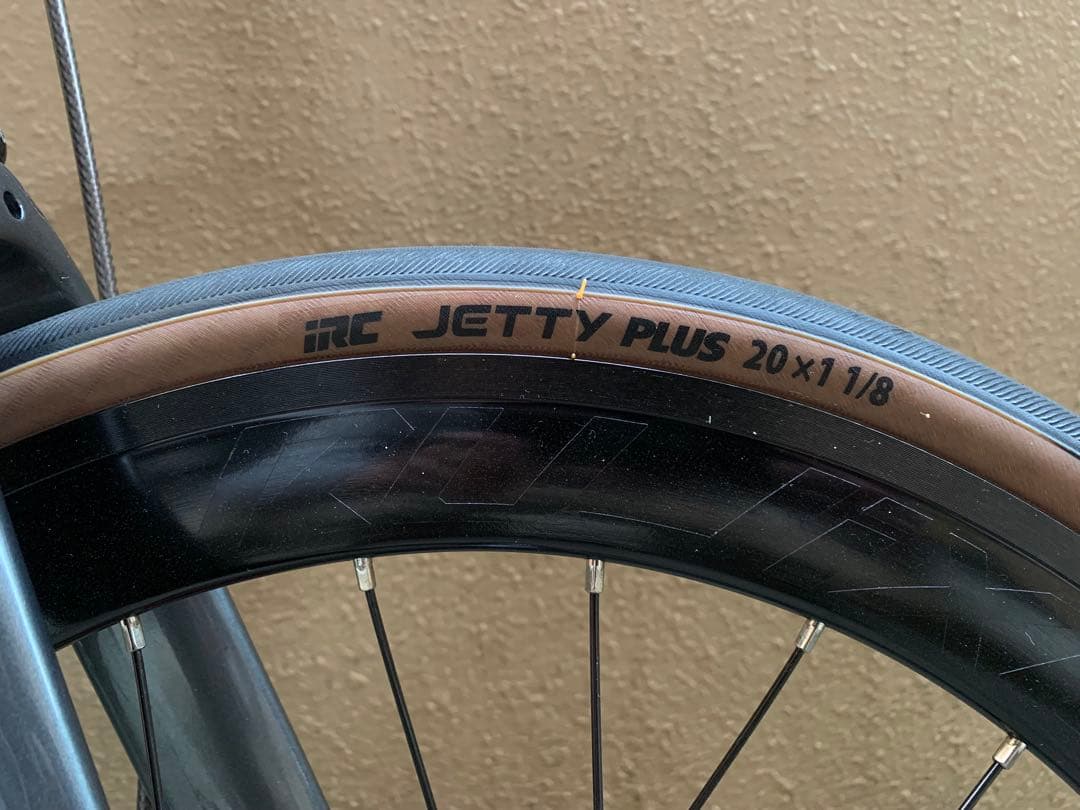 iRC JETTY PLUS 20×1 1/8